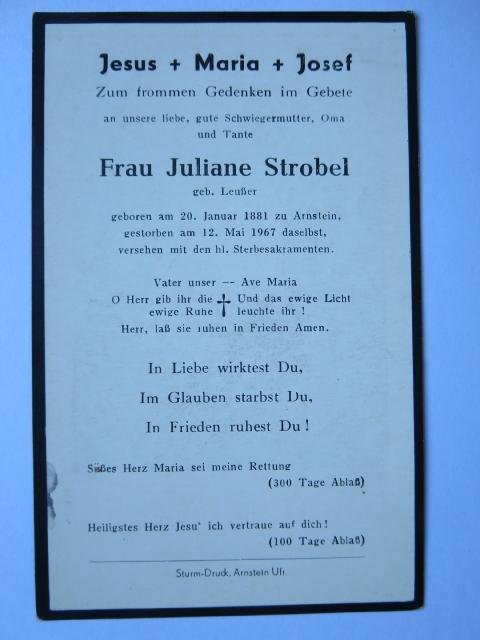 Jesus + Maria + Josef
Zum frommen Gedenken im Gebete
an unsere liebe, gute Schwiegermutter, Oma
und Tante
Frau Juliane Strobel
geb. Leußer
geboren am 20. Januar 1881 zu Arnstein,
gestorben am 12. Mai 1967 daselbst,
versehen mit den hl. Sterbesakramenten.
Vater unser -- Ave Maria
O Herr gib ihr die ✝ Und das ewige Licht
ewige Ruhe leuchte ihr !
Herr, laß sie ruhen in Frieden Amen.
In Liebe wirktest Du,
Im Glauben starbst Du,
In Frieden ruhest Du !
Süßes Herz Maria sei meine Rettung
(300 Tage Ablaß)
Heiligstes Herz Jesu' ich vertraue auf dich !
(100 Tage Ablaß)
Sturm-Druck, Arnstein Ufr.